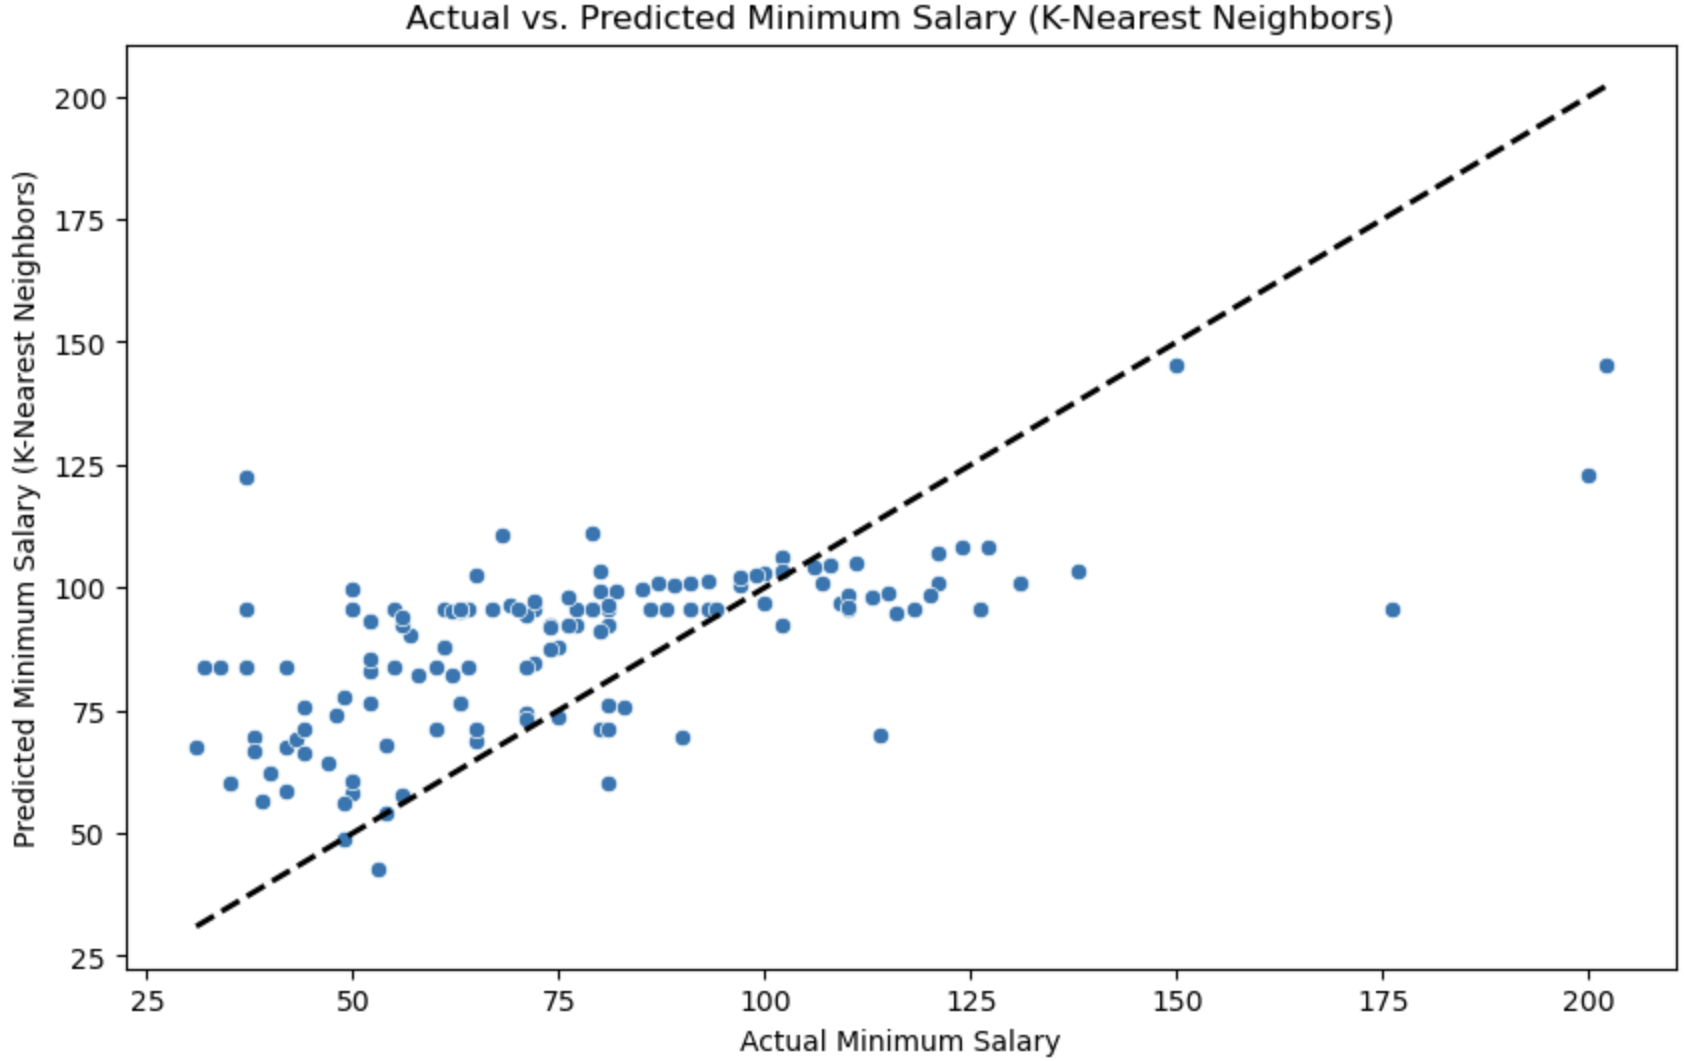 Actual vs. Predicted Minimum Salary (K-Nearest Neighbors)
Predicted Minimum Salary (K-Nearest Neighbors)
200
175
150
125
100
75
50
25
25 50 75 100 125 150 175 200
Actual Minimum Salary